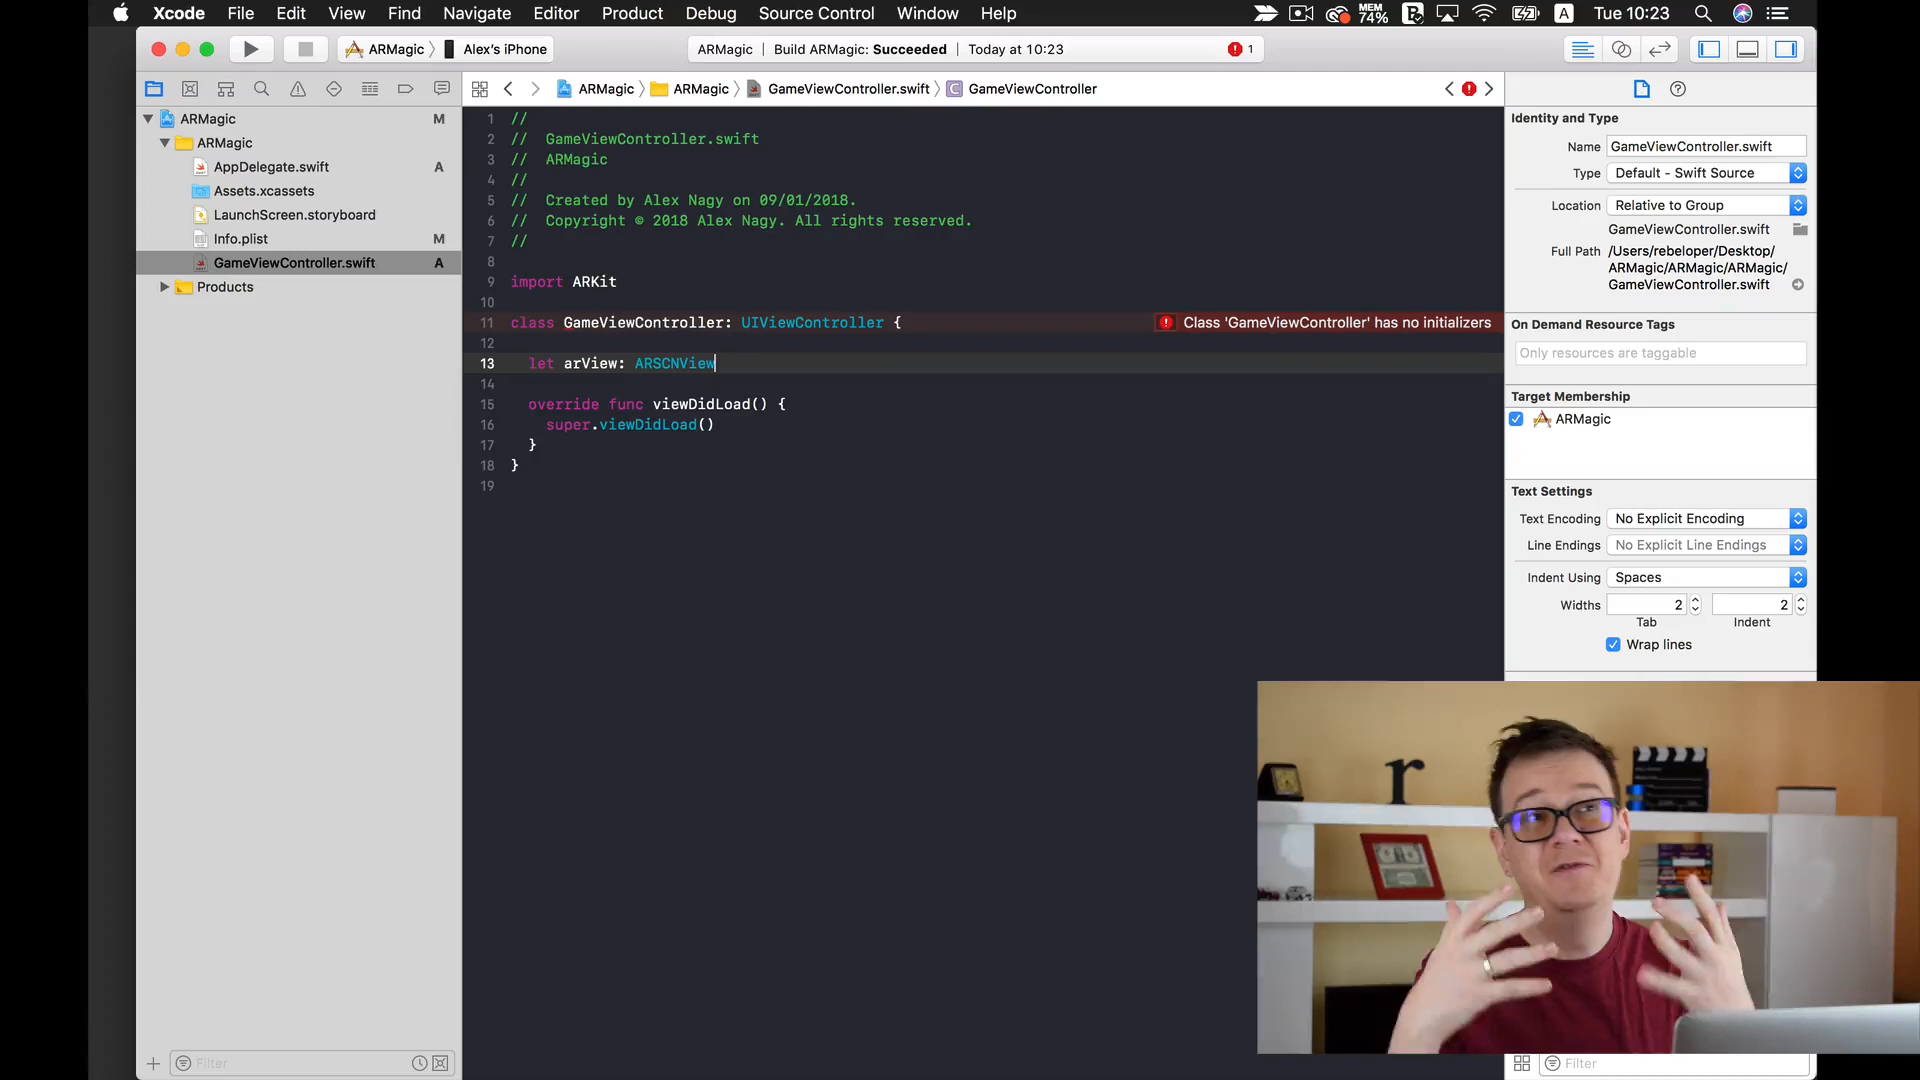 Xcode File Edit View Find Navigate Editor Product Debug Source Control Window Help MEM 74% A Tue 10:23
ARMagic Alex's iPhone ARMagic | Build ARMagic: Succeeded | Today at 10:23 1
ARMagic ARMagic GameViewController.swift C GameViewController
ARMagic M
ARMagic
AppDelegate.swift A
Assets.xcassets
LaunchScreen.storyboard
Info.plist M
GameViewController.swift A
Products
Filter
1 //
2 // GameViewController.swift
3 // ARMagic
4 //
5 // Created by Alex Nagy on 09/01/2018.
6 // Copyright © 2018 Alex Nagy. All rights reserved.
7 //
8
9 import ARKit
10
11 class GameViewController: UIViewController { Class 'GameViewController' has no initializers
12
13 let arView: ARSCNView
14
15 override func viewDidLoad() {
16 super.viewDidLoad()
17 }
18 }
19
Identity and Type
Name GameViewController.swift
Type Default - Swift Source
Location Relative to Group
GameViewController.swift
Full Path /Users/rebeloper/Desktop/
ARMagic/ARMagic/ARMagic/
GameViewController.swift
On Demand Resource Tags
Only resources are taggable
Target Membership
ARMagic
Text Settings
Text Encoding No Explicit Encoding
Line Endings No Explicit Line Endings
Indent Using Spaces
Widths 2 2
Tab Indent
Wrap lines
r
Filter